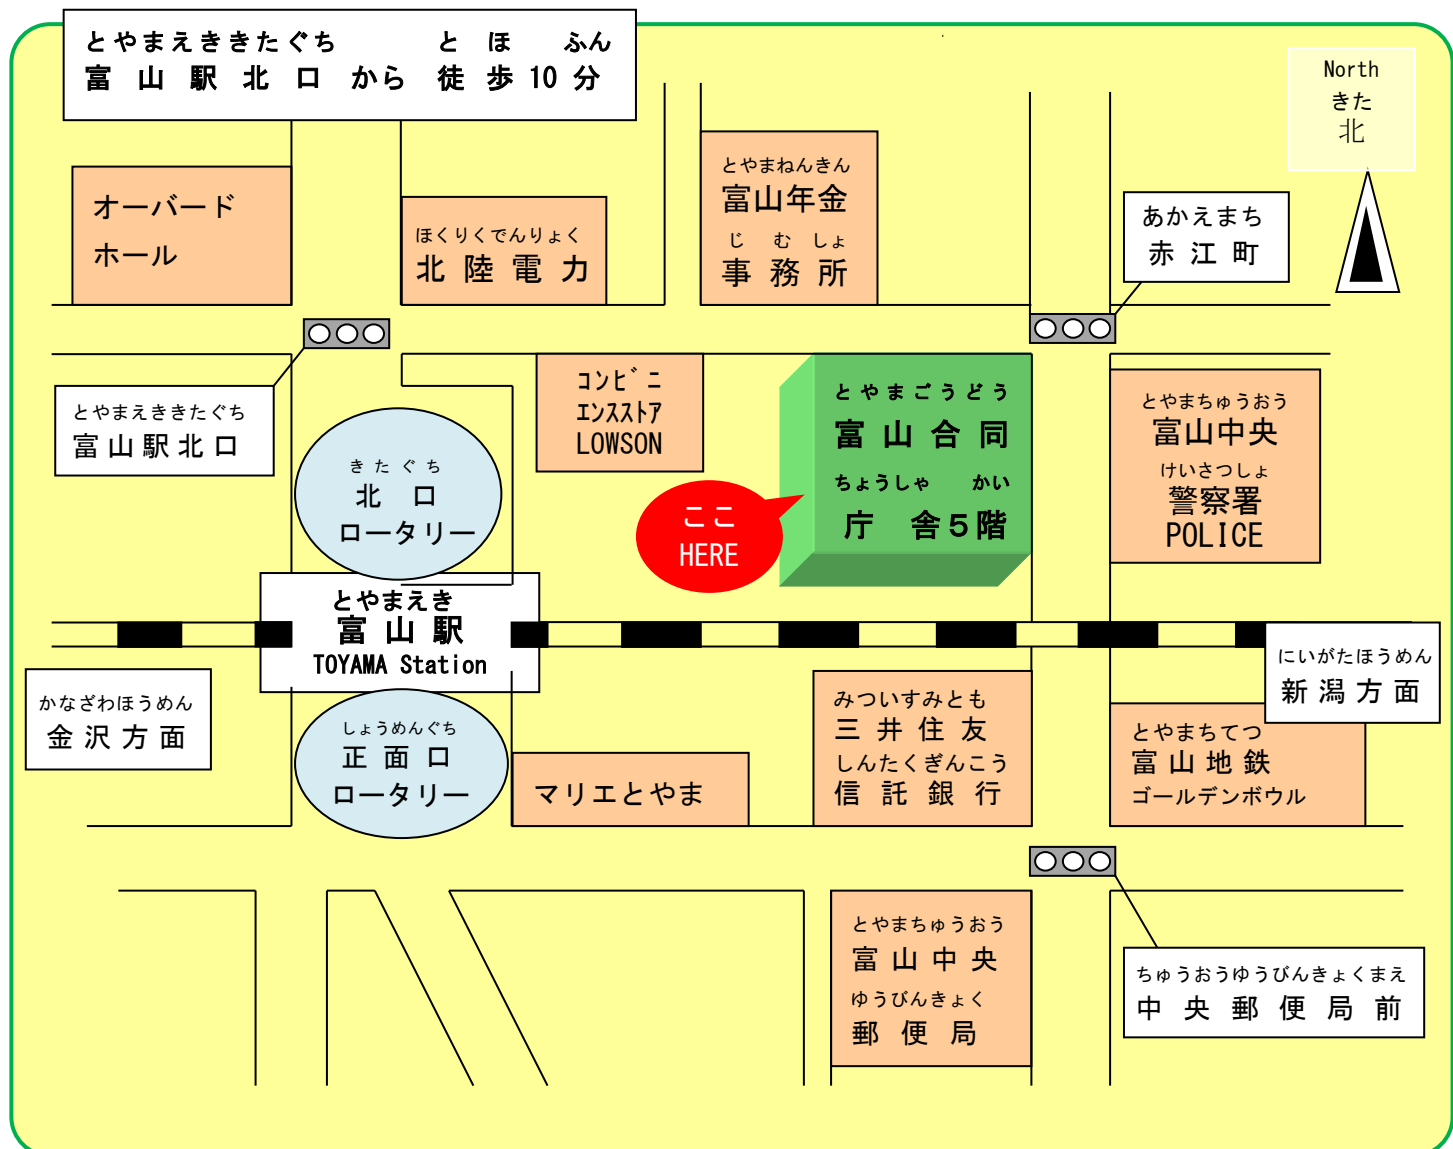 とやまえききたぐち　と　ほ　ふん
富山駅北口から徒歩10分
North
きた
北
オーバード
ホール
ほくりくでんりょく
北陸電力
とやまねんきん
富山年金
じ　む　しょ
事務所
あかえまち
赤江町
とやまえききたぐち
富山駅北口
きたぐち
北口
ロータリー
コンビニ
エンスストア
LOWSON
ここ
HERE
とやまごうどう
富山合同
ちょうしゃ　かい
庁舎５階
とやまちゅうおう
富山中央
けいさつしょ
警察署
POLICE
とやまえき
富山駅
TOYAMA Station
かなざわほうめん
金沢方面
にいがたほうめん
新潟方面
しょうめんぐち
正面口
ロータリー
マリエとやま
みついすみとも
三井住友
しんたくぎんこう
信託銀行
とやまちてつ
富山地鉄
ゴールデンボウル
とやまちゅうおう
富山中央
ゆうびんきょく
郵便局
ちゅうおうゆうびんきょくまえ
中央郵便局前